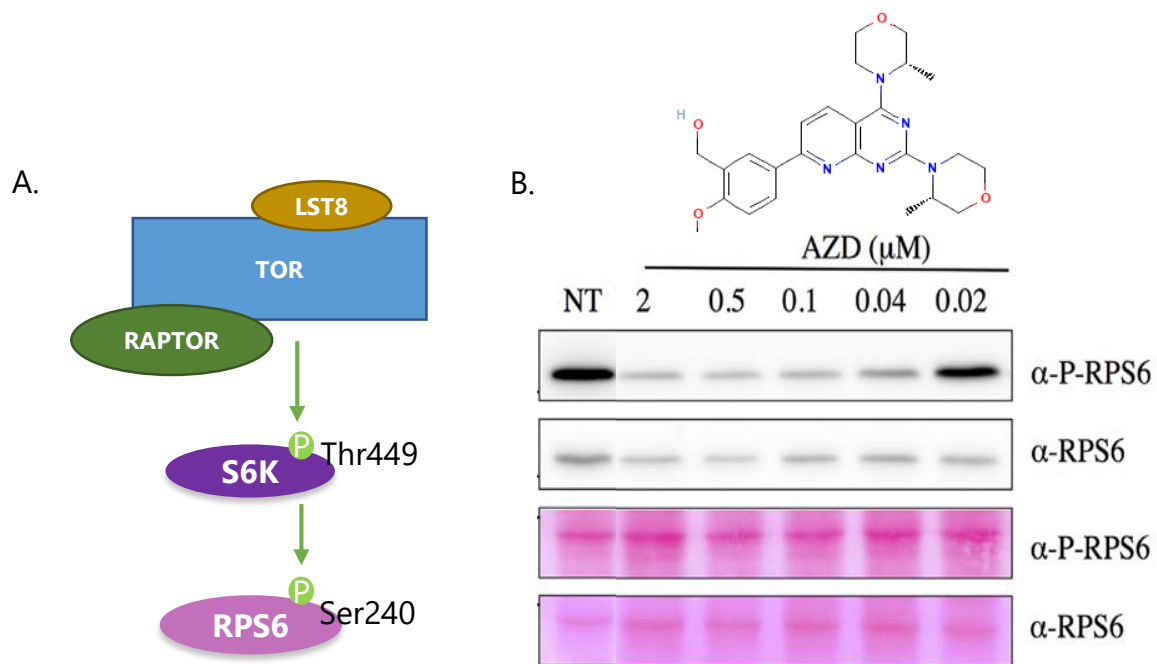 A.
LST8
TOR
RAPTOR
P
Thr449
S6K
P
Ser240
RPS6
B.
O
N
H
O
N
N
N
N
O
O
AZD (μM)
NT 2 0.5 0.1 0.04 0.02
α-P-RPS6
α-RPS6
α-P-RPS6
α-RPS6